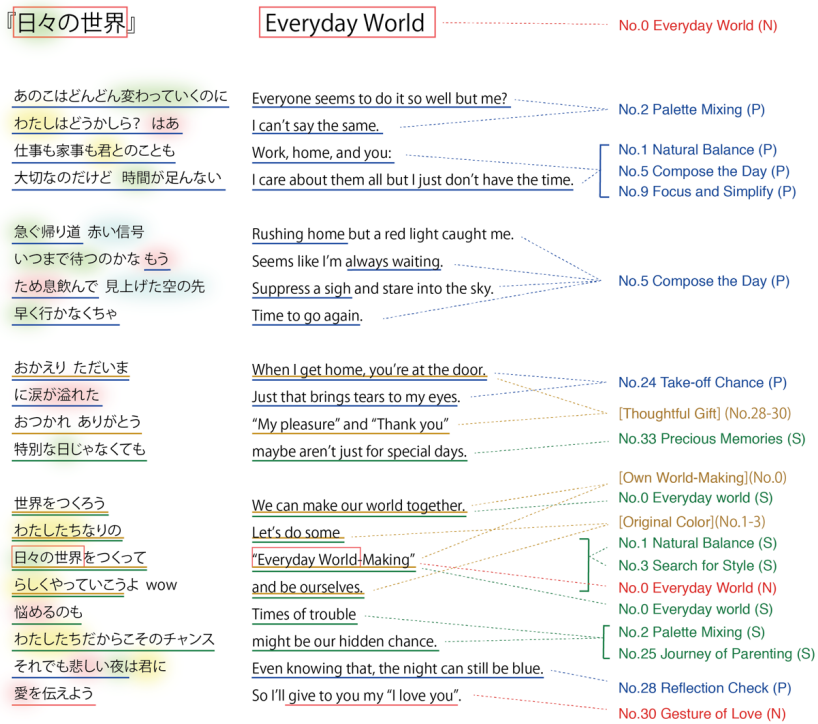 『日々の世界』 Everyday World No.0 Everyday World (N)
あのこはどんどん変わっていくのに Everyone seems to do it so well but me?
No.2 Palette Mixing (P)
わたしはどうかしら? はあ I can't say the same.
仕事も家事も君とのことも Work, home, and you: No.1 Natural Balance (P)
No.5 Compose the Day (P)
大切なのだけど 時間が足んない I care about them all but I just don't have the time.
No.9 Focus and Simplify (P)
急ぐ帰り道 赤い信号 Rushing home but a red light caught me.
いつまで待つのかな もう Seems like I'm always waiting.
No.5 Compose the Day (P)
ため息飲んで 見上げた空の先 Suppress a sigh and stare into the sky.
早く行かなくちゃ Time to go again.
おかえり ただいま When I get home, you're at the door.
No.24 Take-off Chance (P)
に涙が溢れた Just that brings tears to my eyes.
[Thoughtful Gift] (No.28-30)
おつかれ ありがとう "My pleasure" and "Thank you"
No.33 Precious Memories (S)
特別な日じゃなくても maybe aren't just for special days.
[Own World-Making](No.0)
世界をつくろう We can make our world together. No.0 Everyday world (S)
わたしたちなりの Let's do some [Original Color](No.1-3)
No.1 Natural Balance (S)
日々の世界をつくって "Everyday World-Making" No.3 Search for Style (S)
らしくやっていこうよ wow and be ourselves. No.0 Everyday World (N)
No.0 Everyday world (S)
悩めるのも Times of trouble
No.2 Palette Mixing (S)
わたしたちだからこそのチャンス might be our hidden chance. No.25 Journey of Parenting (S)
それでも悲しい夜は君に Even knowing that, the night can still be blue.
No.28 Reflection Check (P)
愛を伝えよう So I'll give to you my "I love you". No.30 Gesture of Love (N)